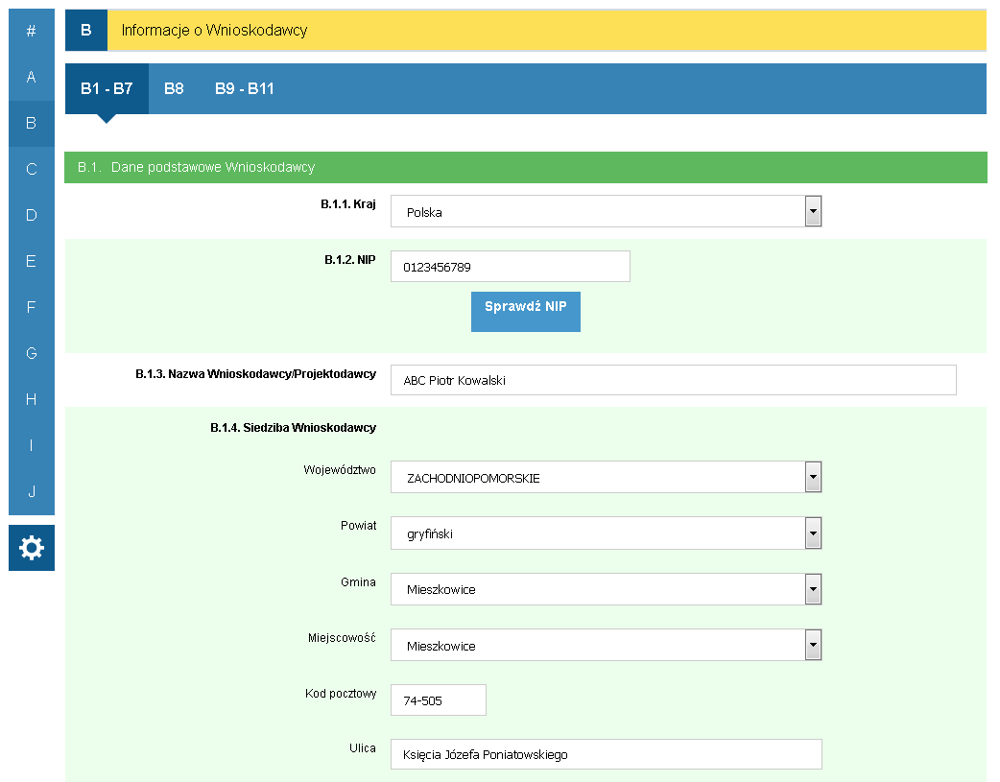 #
A
B
C
D
E
F
G
H
I
J
B Informacje o Wnioskodawcy
B1 - B7 B8 B9 - B11
B.1. Dane podstawowe Wnioskodawcy
B.1.1. Kraj Polska
B.1.2. NIP 0123456789
Sprawdź NIP
B.1.3. Nazwa Wnioskodawcy/Projektodawcy ABC Piotr Kowalski
B.1.4. Siedziba Wnioskodawcy
Województwo ZACHODNIOPOMORSKIE
Powiat gryfiński
Gmina Mieszkowice
Miejscowość Mieszkowice
Kod pocztowy 74-505
Ulica Księcia Józefa Poniatowskiego